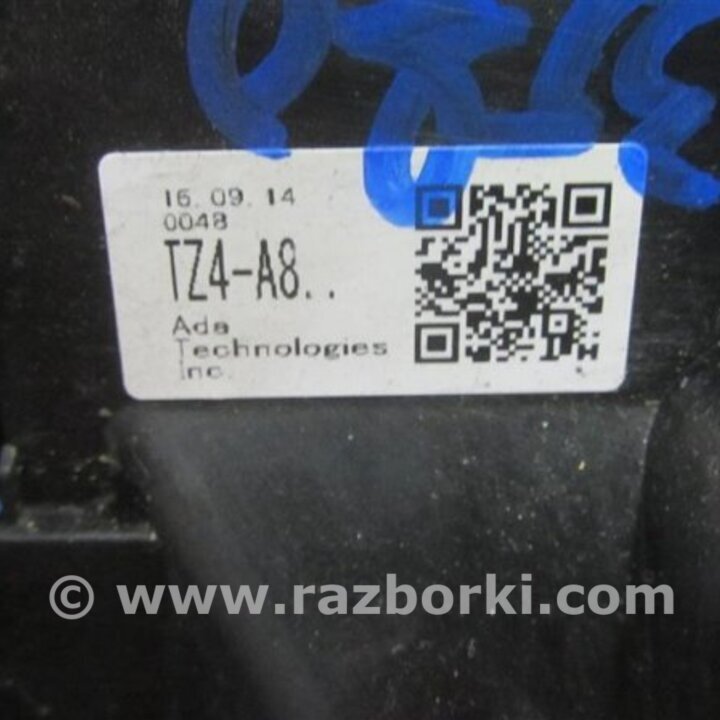 16. 09. 14
0048
TZ4-A8..
Ada
Technologies
Inc.
© www.razborki.com